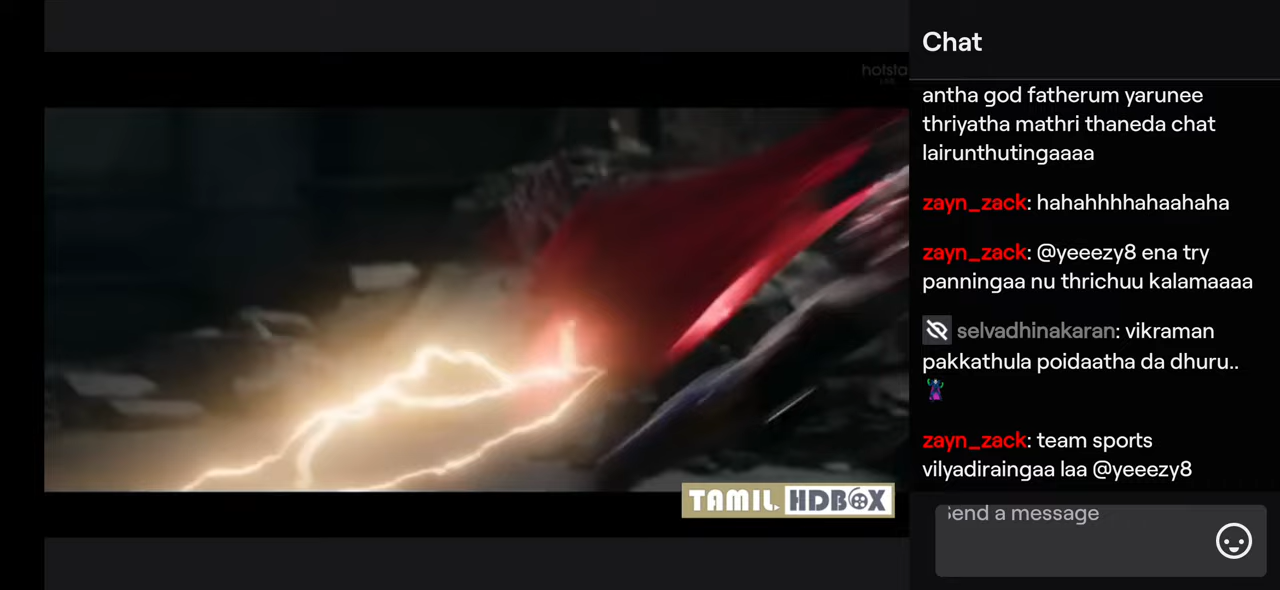 hotsta
TAMIL HDBOX
Chat
antha god fatherum yarunee
thriyatha mathri thaneda chat
lairunthutingaaaa
zayn_zack: hahahhhhahaahaha
zayn_zack: @yeeezy8 ena try
panningaa nu thrichuu kalamaaaa
selvadhinakaran: vikraman
pakkathula poidaatha da dhuru..
zayn_zack: team sports
vilyadiraingaa laa @yeeezy8
Send a message